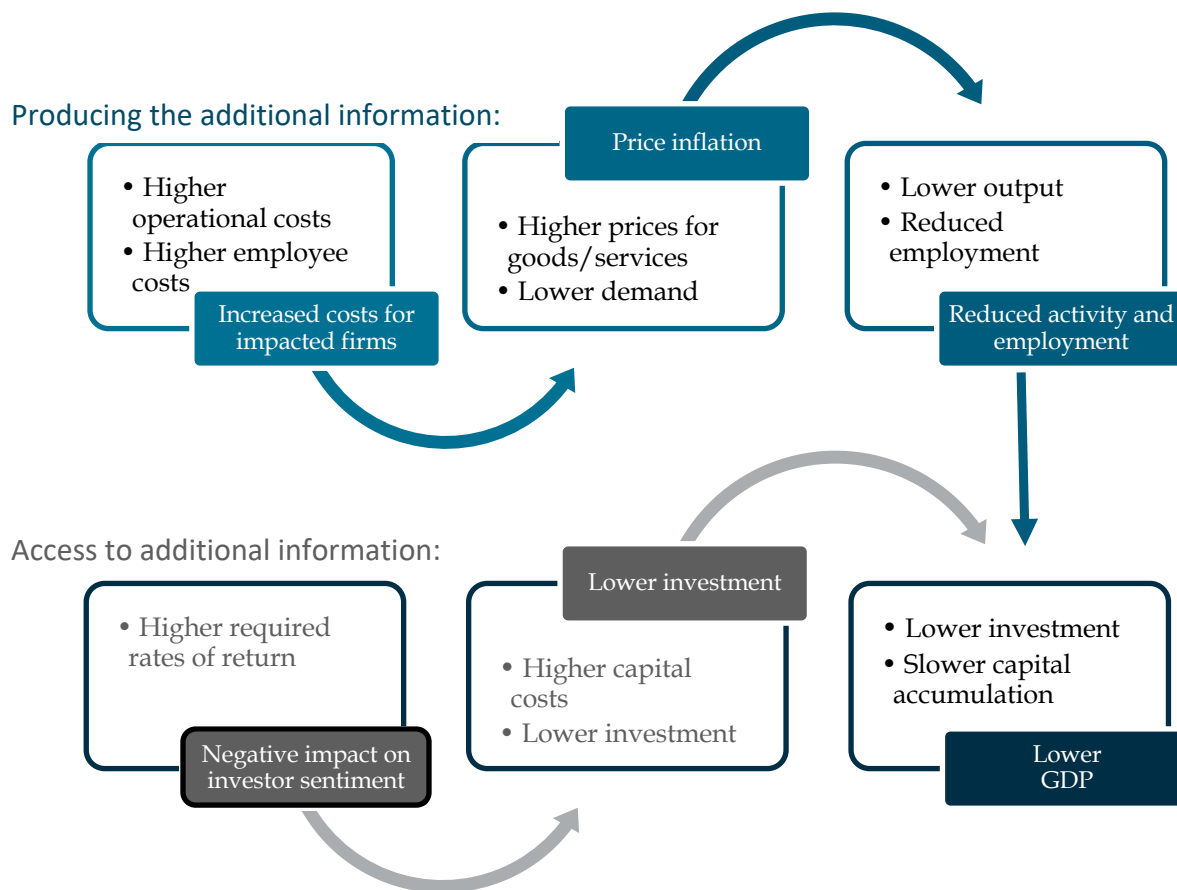 Producing the additional information:
• Higher
operational costs
• Higher employee
costs
Increased costs for
impacted firms
Price inflation
• Higher prices for
goods/services
• Lower demand
• Lower output
• Reduced
employment
Reduced activity and
employment
Access to additional information:
• Higher required
rates of return
Negative impact on
investor sentiment
Lower investment
• Higher capital
costs
• Lower investment
• Lower investment
• Slower capital
accumulation
Lower
GDP